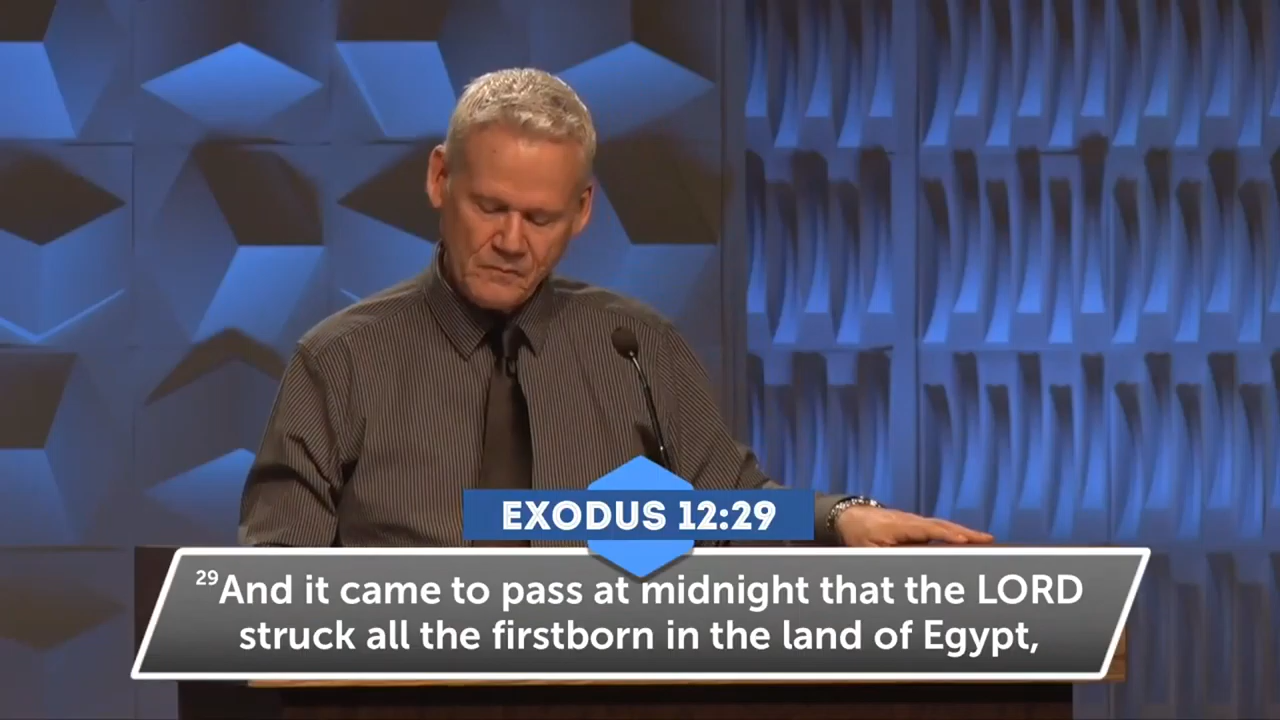 EXODUS 12:29
29And it came to pass at midnight that the LORD
struck all the firstborn in the land of Egypt,